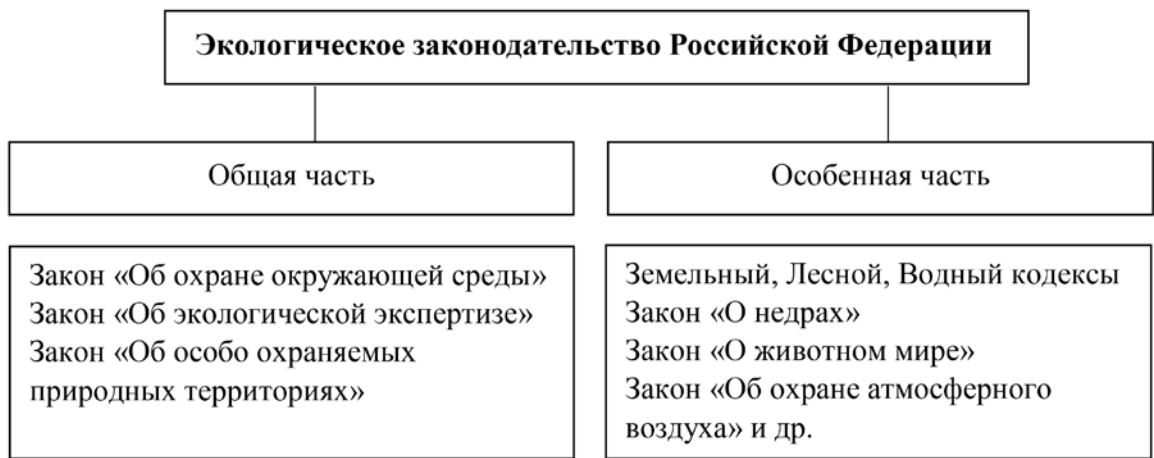 Экологическое законодательство Российской Федерации
Общая часть
Особенная часть
Закон «Об охране окружающей среды»
Закон «Об экологической экспертизе»
Закон «Об особо охраняемых
природных территориях»
Земельный, Лесной, Водный кодексы
Закон «О недрах»
Закон «О животном мире»
Закон «Об охране атмосферного
воздуха» и др.